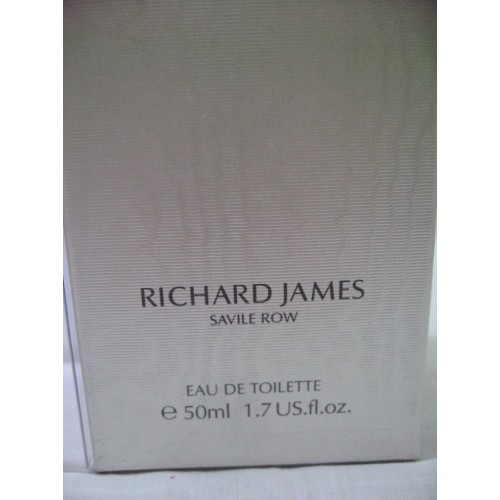 RICHARD JAMES
SAVILE ROW
EAU DE TOILETTE
℮ 50ml 1.7 US.fl.oz.